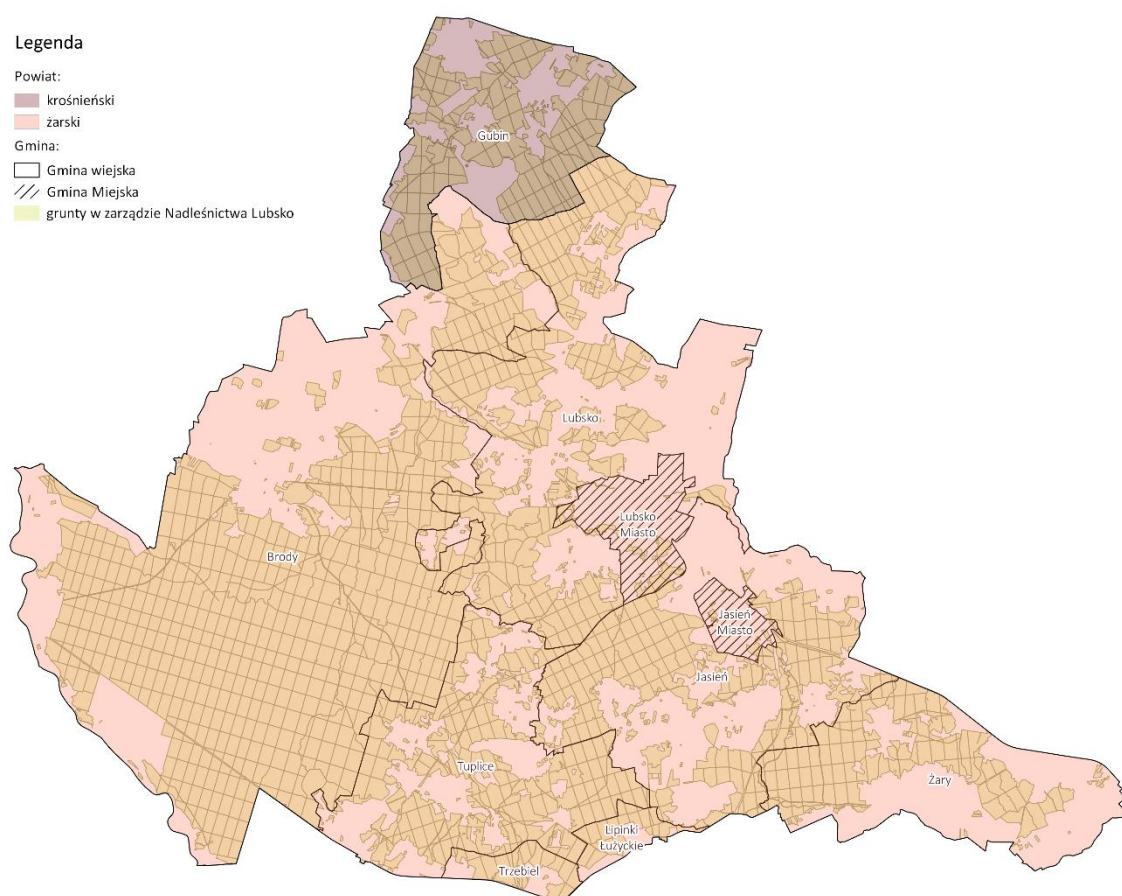 Legenda
Powiat:
krośnieński
żarski
Gmina:
Gmina wiejska
Gmina Miejska
grunty w zarządzie Nadleśnictwa Lubsko
Gubin
Lubsko
Lubsko
Miasto
Brody
Jasień
Miasto
Jasień
Tuplice
Żary
Lipinki
Łużyckie
Trzebiel